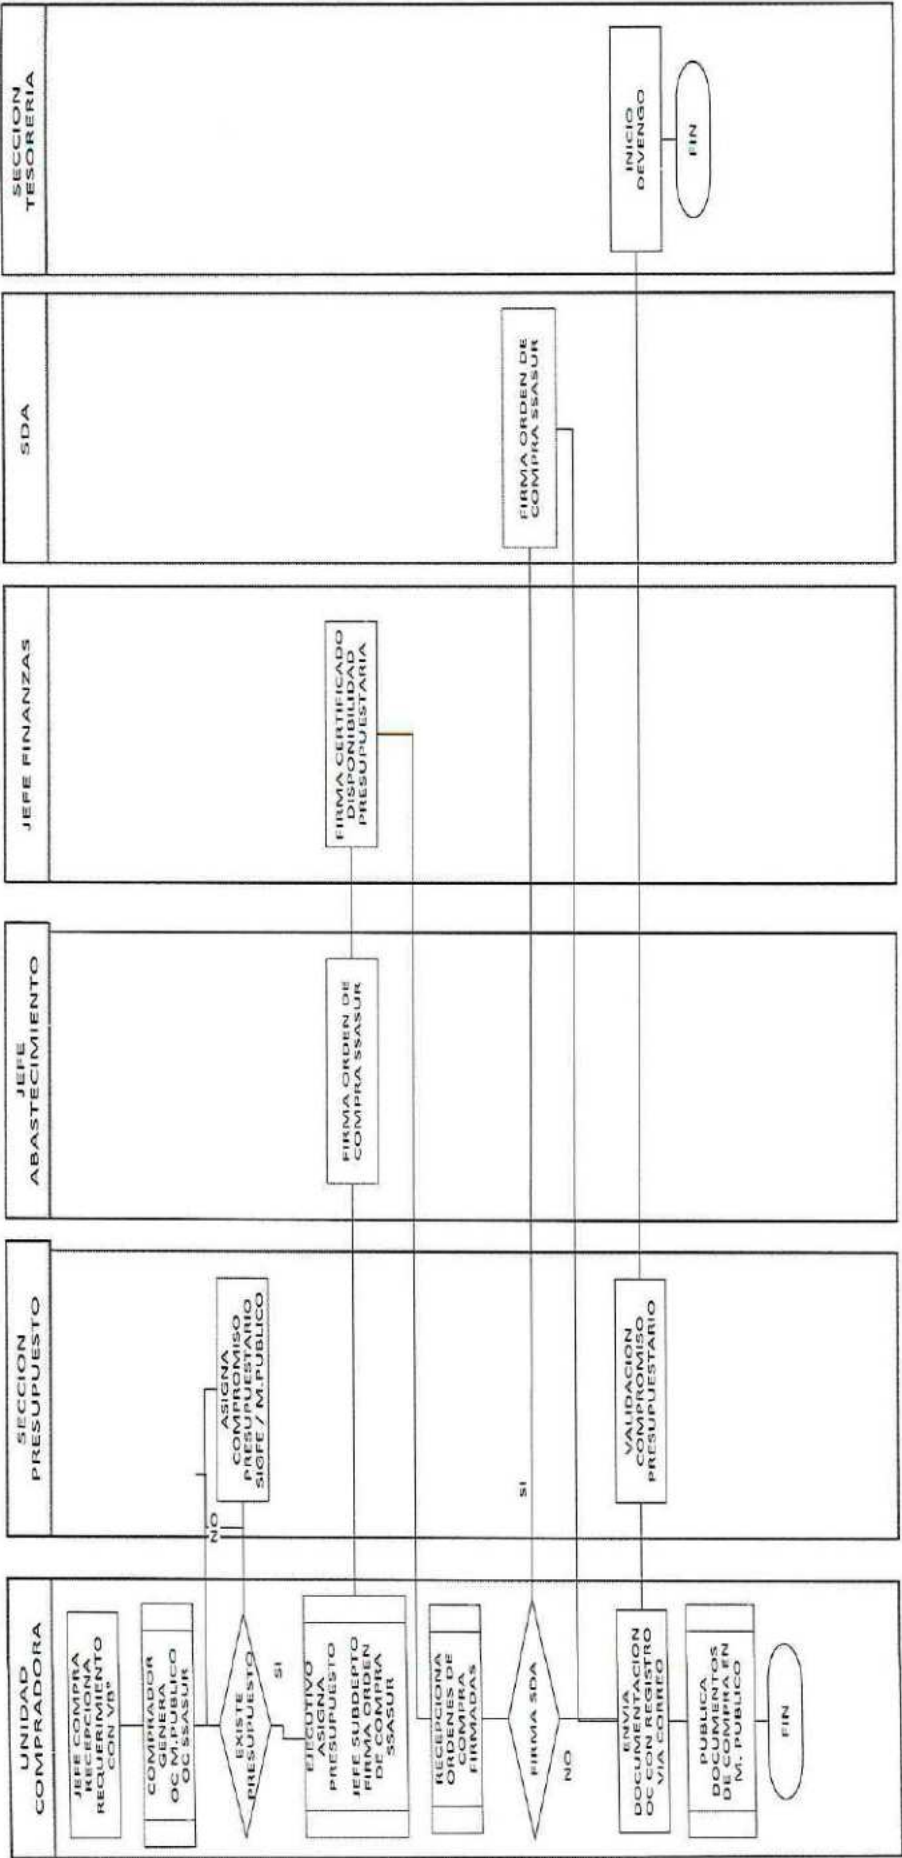 UNIDAD
COMPRADORA
JEFE COMPRA
RECEPCIONA
REQUERIMIENTO
CON VB°
COMPRADOR
GENERA
OC M.PUBLICO
OC SSASUR
EXISTE
PRESUPUESTO
SI
EJECUTIVO
ASIGNA
PRESUPUESTO
JEFE SUBDEPTO
FIRMA ORDEN
DE COMPRA
SSASUR
RECEPCIONA
ORDENES DE
COMPRA
FIRMADAS
FIRMA SDA
NO
ENVIA
DOCUMENTACION
OC CON REGISTRO
VIA CORREO
PUBLICA
DOCUMENTOS
DE COMPRA EN
M. PUBLICO
FIN
SECCION
PRESUPUESTO
NO
ASIGNA
COMPROMISO
PRESUPUESTARIO
SIGFE / M.PUBLICO
SI
VALIDACION
COMPROMISO
PRESUPUESTARIO
JEFE
ABASTECIMIENTO
FIRMA ORDEN DE
COMPRA SSASUR
JEFE FINANZAS
FIRMA CERTIFICADO
DISPONIBILIDAD
PRESUPUESTARIA
SDA
FIRMA ORDEN DE
COMPRA SSASUR
SECCION
TESORERIA
INICIO
DEVENGO
FIN